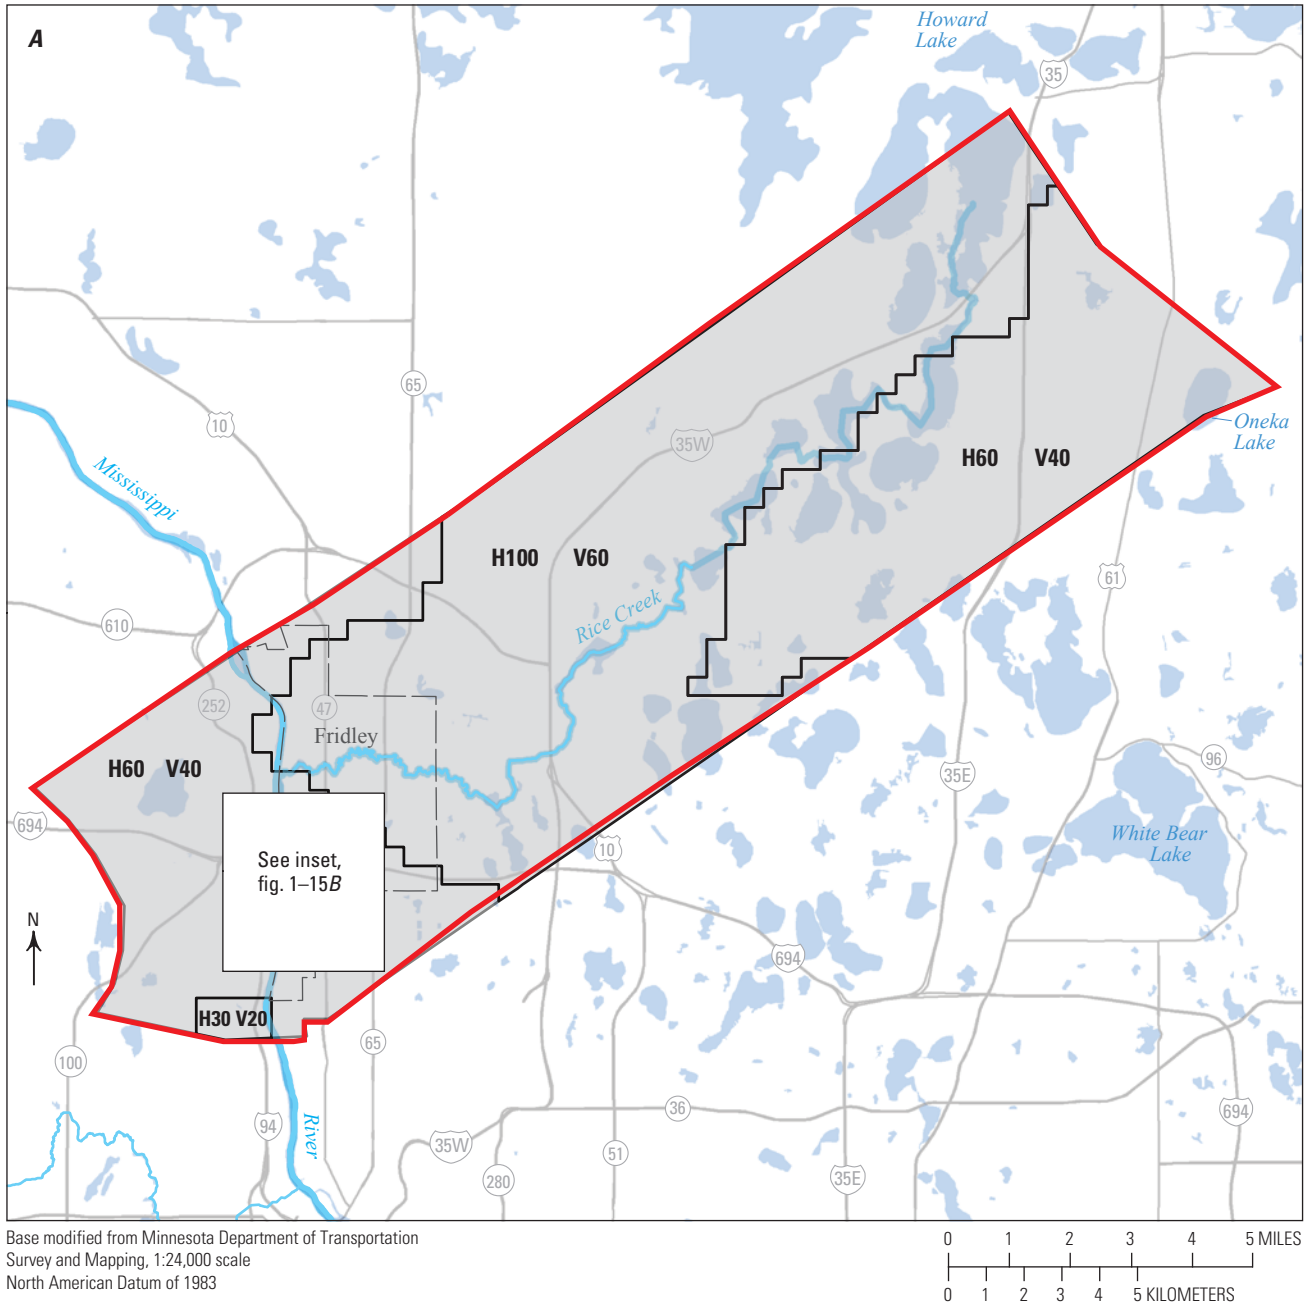 A
Howard
Lake
35
65
10
Mississippi
35W
H60 V40
Oneka
Lake
H100 V60
Rice Creek
61
610
252
47
Fridley
H60 V40
96
35E
694
White Bear
Lake
10
See inset,
fig. 1–15B
N
694
H30 V20
65
100
36
694
94
River
35W
51
280
35E
Base modified from Minnesota Department of Transportation
Survey and Mapping, 1:24,000 scale
North American Datum of 1983
0 1 2 3 4 5 MILES
0 1 2 3 4 5 KILOMETERS